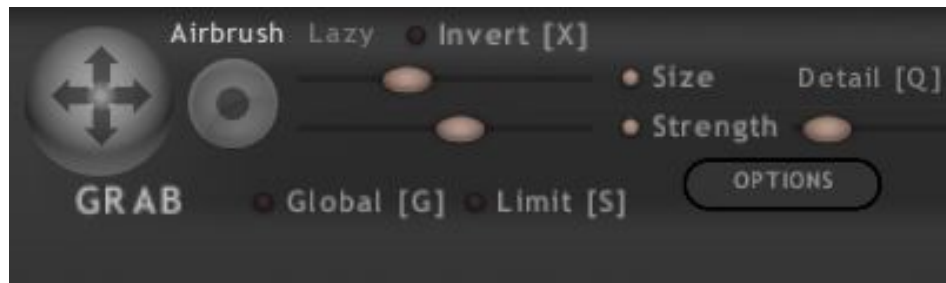 Airbrush Lazy Invert [X]
Size Detail [Q]
Strength
OPTIONS
GRAB Global [G] Limit [S]